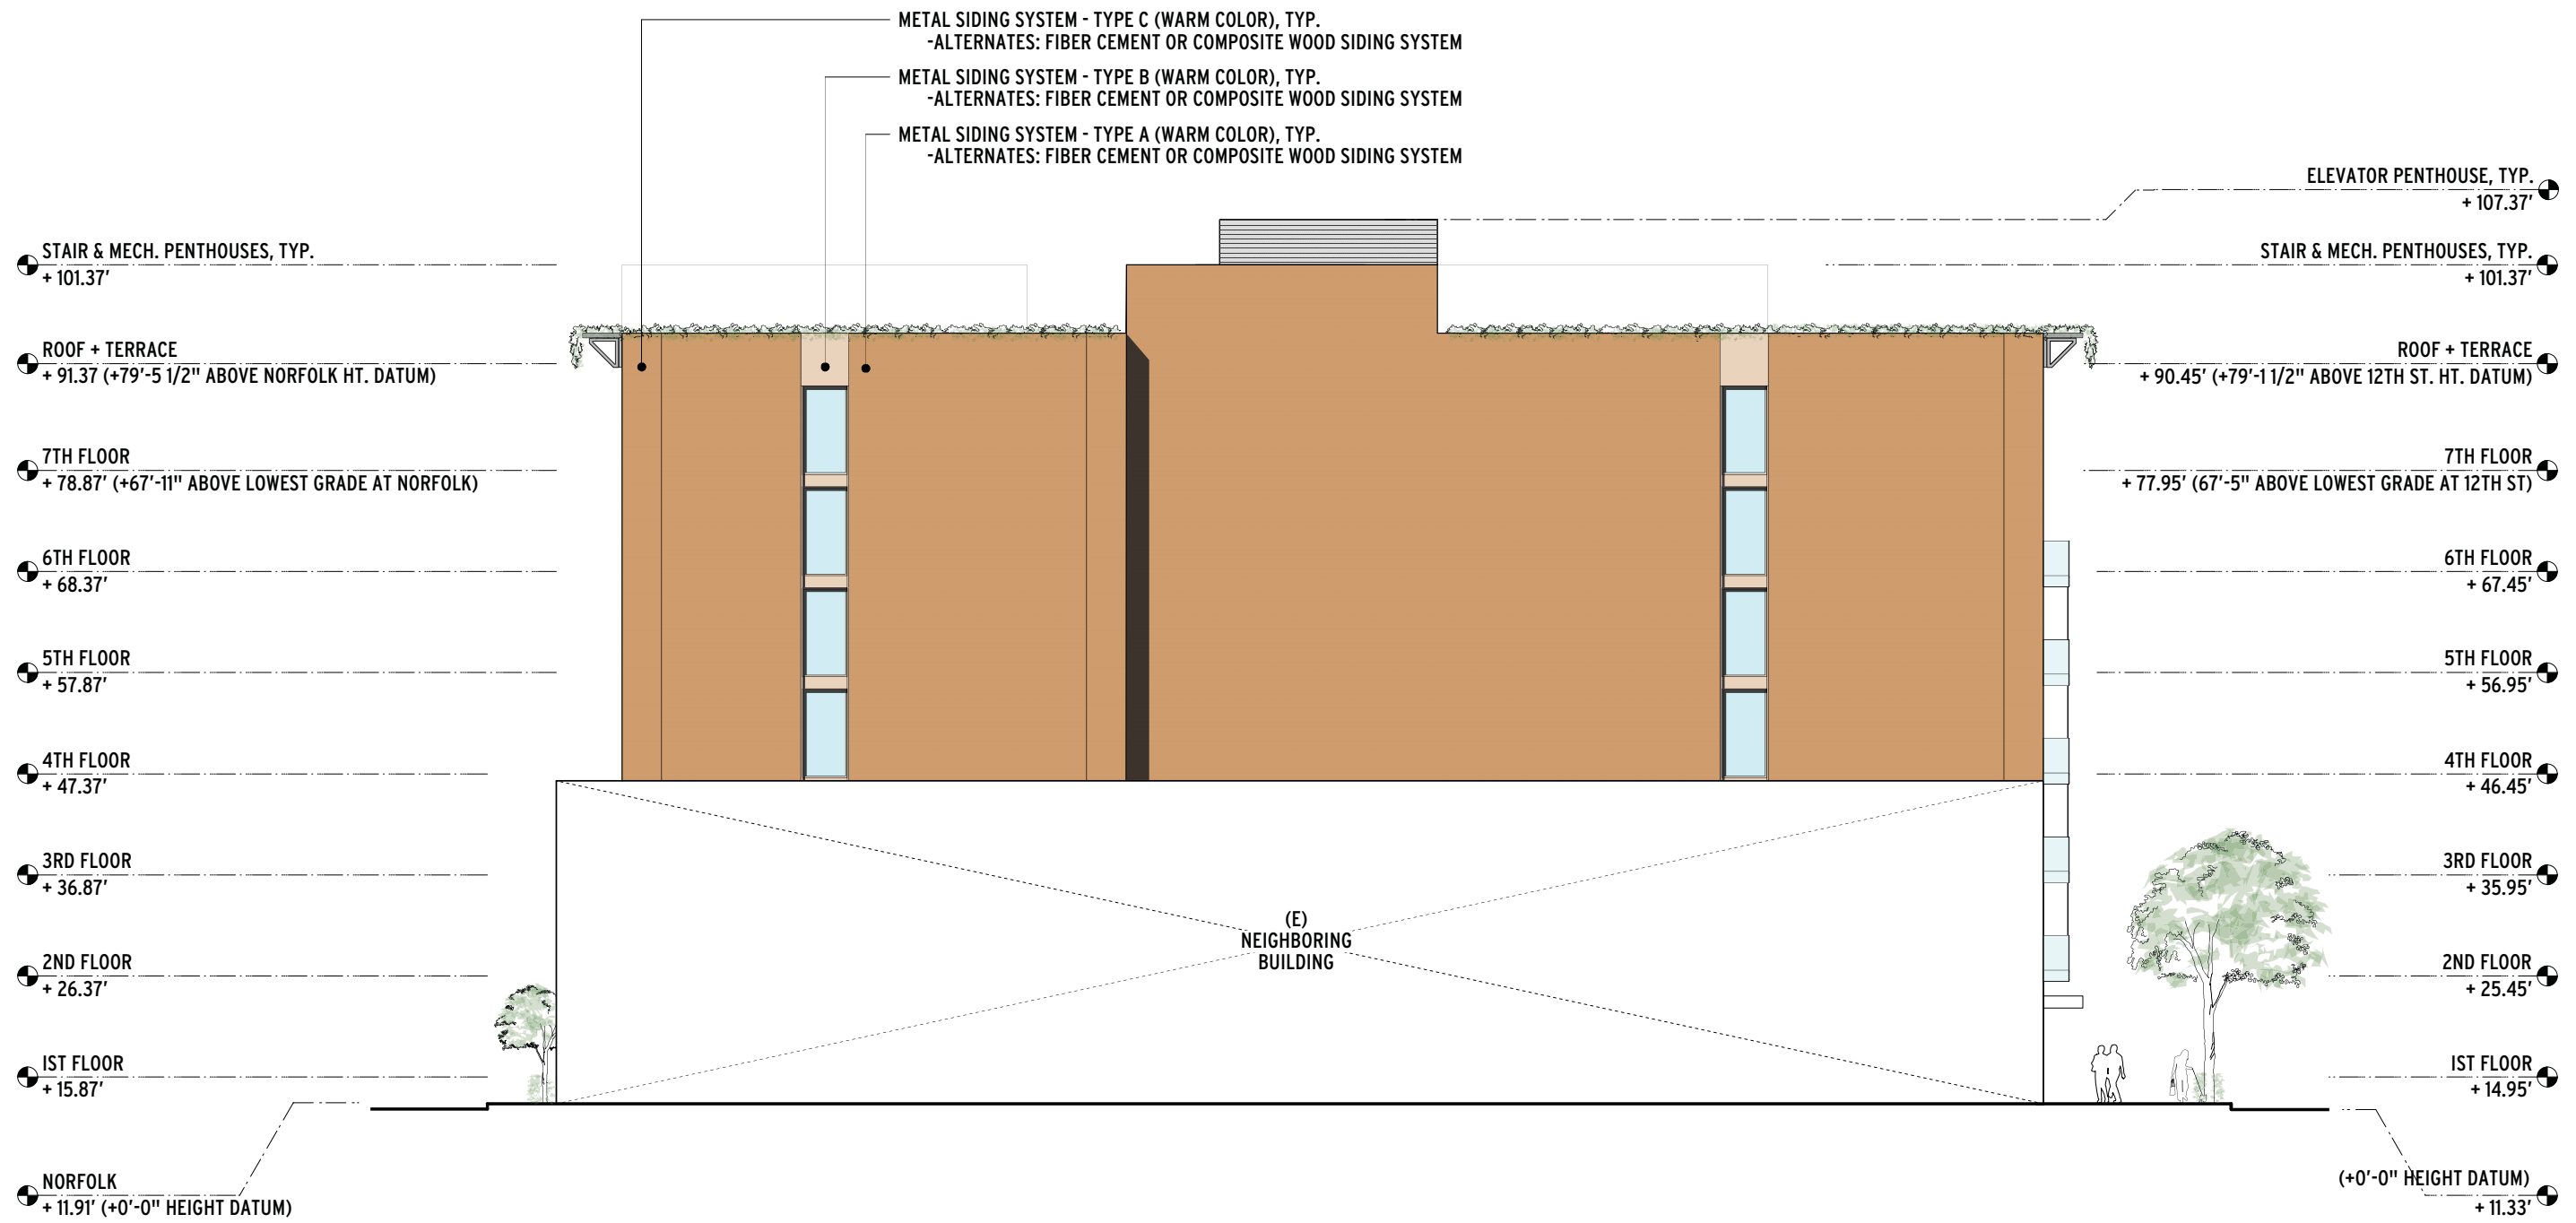 METAL SIDING SYSTEM - TYPE C (WARM COLOR), TYP.
-ALTERNATES: FIBER CEMENT OR COMPOSITE WOOD SIDING SYSTEM
METAL SIDING SYSTEM - TYPE B (WARM COLOR), TYP.
-ALTERNATES: FIBER CEMENT OR COMPOSITE WOOD SIDING SYSTEM
METAL SIDING SYSTEM - TYPE A (WARM COLOR), TYP.
-ALTERNATES: FIBER CEMENT OR COMPOSITE WOOD SIDING SYSTEM
STAIR & MECH. PENTHOUSES, TYP.
+ 101.37'
ROOF + TERRACE
+ 91.37 (+79'-5 1/2" ABOVE NORFOLK HT. DATUM)
7TH FLOOR
+ 78.87' (+67'-11" ABOVE LOWEST GRADE AT NORFOLK)
6TH FLOOR
+ 68.37'
5TH FLOOR
+ 57.87'
4TH FLOOR
+ 47.37'
3RD FLOOR
+ 36.87'
2ND FLOOR
+ 26.37'
1ST FLOOR
+ 15.87'
NORFOLK
+ 11.91' (+0'-0" HEIGHT DATUM)
(E)
NEIGHBORING
BUILDING
ELEVATOR PENTHOUSE, TYP.
+ 107.37'
STAIR & MECH. PENTHOUSES, TYP.
+ 101.37'
ROOF + TERRACE
+ 90.45' (+79'-1 1/2" ABOVE 12TH ST. HT. DATUM)
7TH FLOOR
+ 77.95' (67'-5" ABOVE LOWEST GRADE AT 12TH ST)
6TH FLOOR
+ 67.45'
5TH FLOOR
+ 56.95'
4TH FLOOR
+ 46.45'
3RD FLOOR
+ 35.95'
2ND FLOOR
+ 25.45'
1ST FLOOR
+ 14.95'
(+0'-0" HEIGHT DATUM)
+ 11.33'